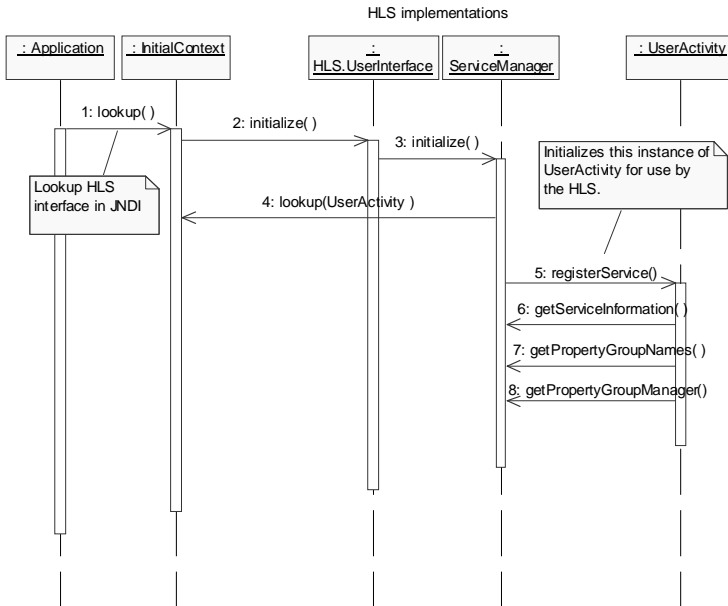 HLS implementations
: Application
: InitialContext
:
HLS.UserInterface
:
ServiceManager
: UserActivity
1: lookup( )
2: initialize( )
3: initialize( )
Initializes this instance of
UserActivity for use by
the HLS.
Lookup HLS
interface in JNDI
4: lookup(UserActivity )
5: registerService()
6: getServiceInformation( )
7: getPropertyGroupNames( )
8: getPropertyGroupManager()